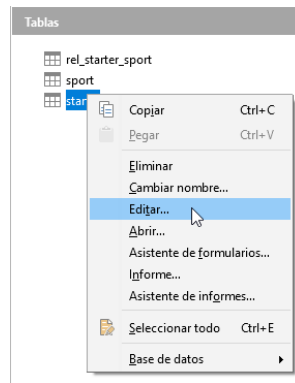 Tablas
rel_starter_sport
sport
star
Copiar Ctrl+C
Pegar Ctrl+V
Eliminar
Cambiar nombre...
Editar...
Abrir...
Asistente de formularios...
Informe...
Asistente de informes...
Seleccionar todo Ctrl+E
Base de datos